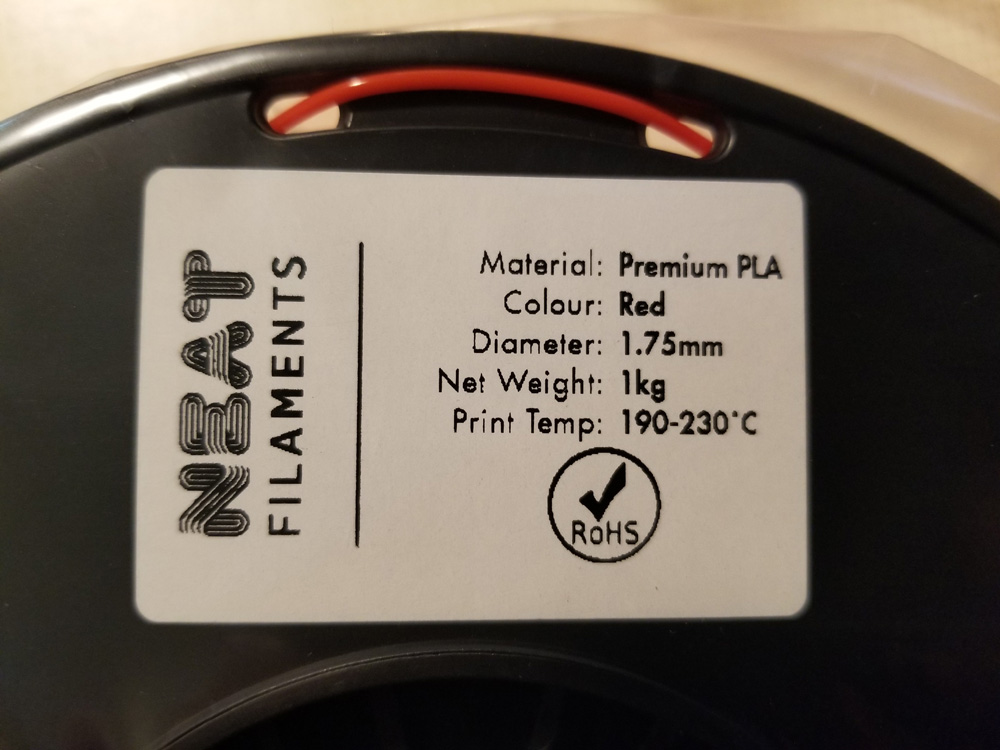 NEAT
FILAMENTS
Material: Premium PLA
Colour: Red
Diameter: 1.75mm
Net Weight: 1kg
Print Temp: 190-230°C
RoHS